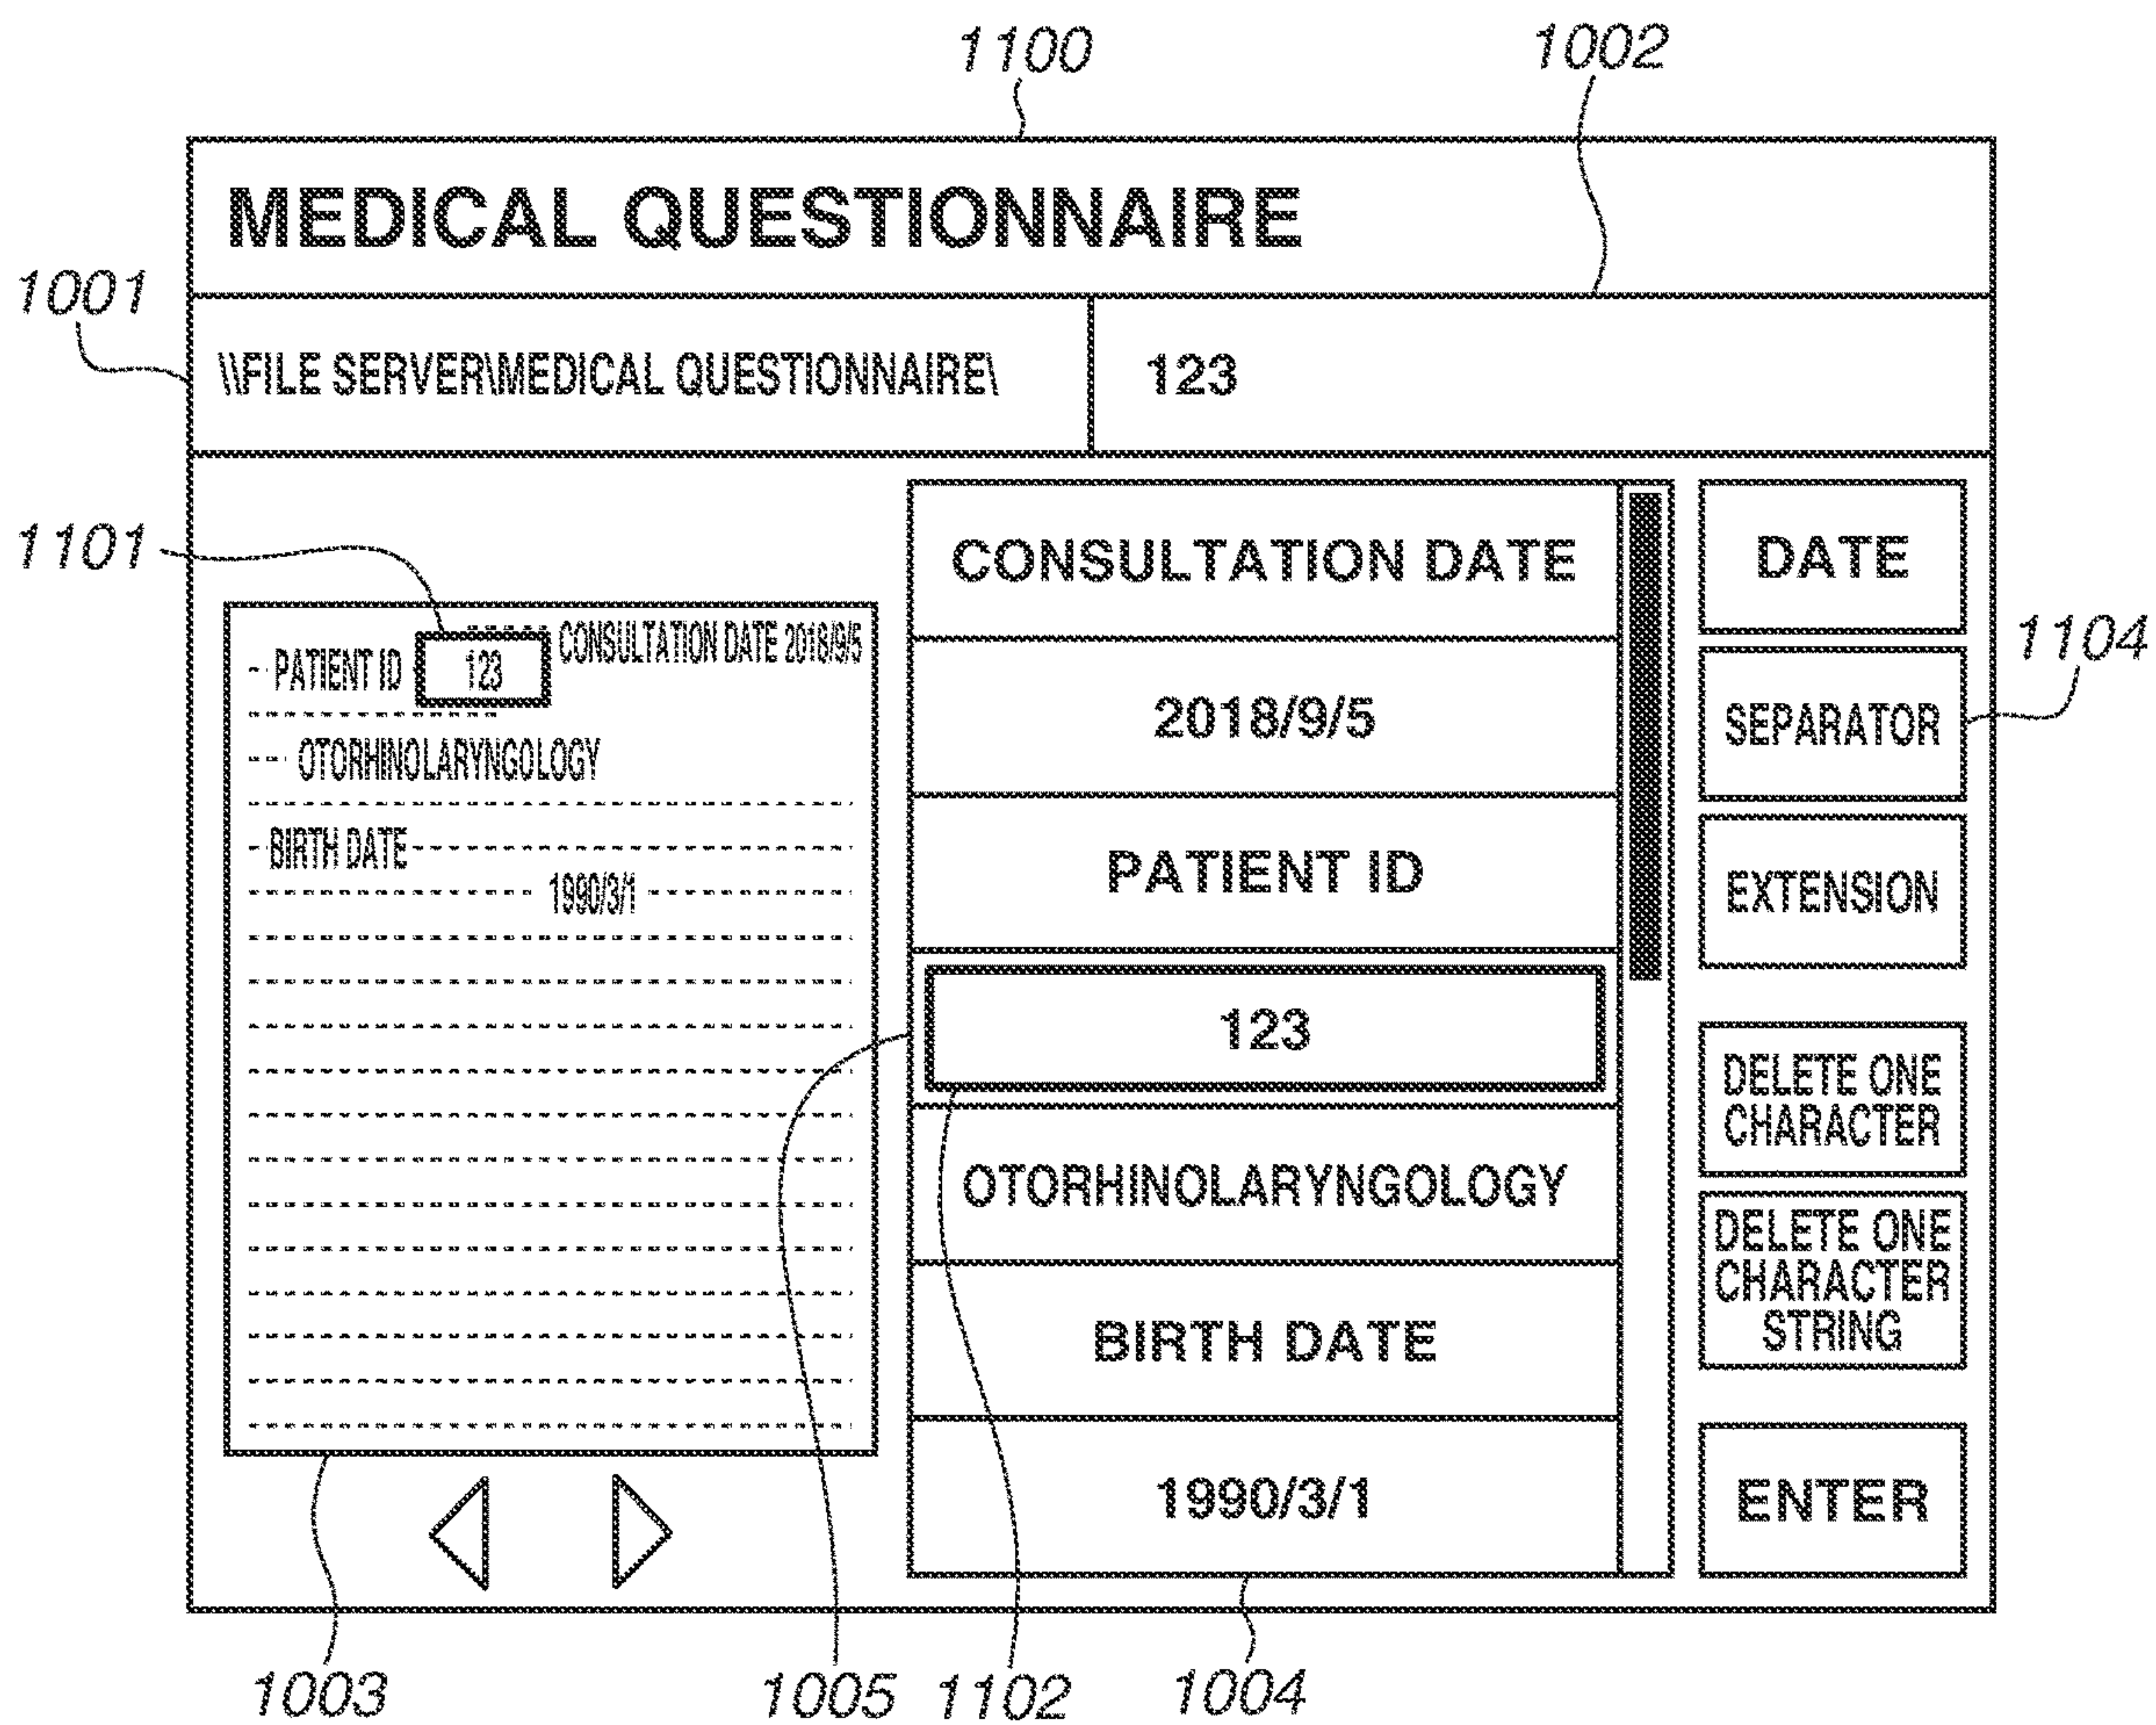 1100
1002
MEDICAL QUESTIONNAIRE
1001
\\FILE SERVER\MEDICAL QUESTIONNAIRE\
123
1101
PATIENT ID
123
CONSULTATION DATE 2018/9/5
OTORHINOLARYNGOLOGY
BIRTH DATE
1990/3/1
CONSULTATION DATE
2018/9/5
PATIENT ID
123
OTORHINOLARYNGOLOGY
BIRTH DATE
1990/3/1
DATE
1104
SEPARATOR
EXTENSION
DELETE ONE
CHARACTER
DELETE ONE
CHARACTER
STRING
ENTER
1003
1005
1102
1004